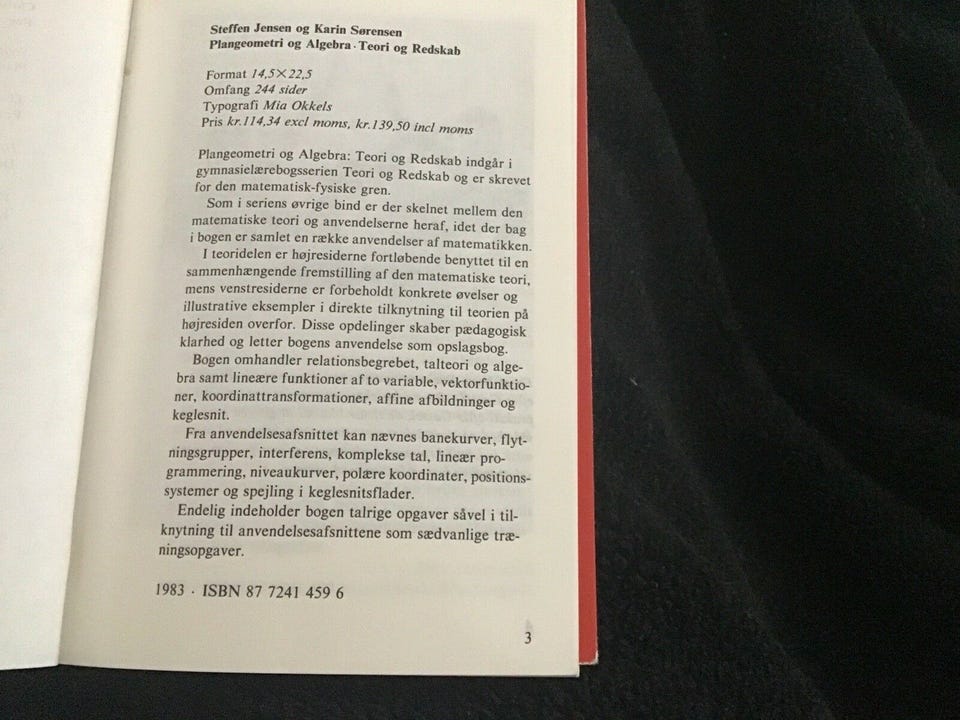 Steffen Jensen og Karin Sørensen
Plangeometri og Algebra · Teori og Redskab
Format 14,5×22,5
Omfang 244 sider
Typografi Mia Okkels
Pris kr.114,34 excl moms, kr.139,50 incl moms
Plangeometri og Algebra: Teori og Redskab indgår i
gymnasielærebogsserien Teori og Redskab og er skrevet
for den matematisk-fysiske gren.
Som i seriens øvrige bind er der skelnet mellem den
matematiske teori og anvendelserne heraf, idet der bag
i bogen er samlet en række anvendelser af matematikken.
I teoridelen er højresiderne fortløbende benyttet til en
sammenhængende fremstilling af den matematiske teori,
mens venstresiderne er forbeholdt konkrete øvelser og
illustrative eksempler i direkte tilknytning til teorien på
højresiden overfor. Disse opdelinger skaber pædagogisk
klarhed og letter bogens anvendelse som opslagsbog.
Bogen omhandler relationsbegrebet, talteori og alge-
bra samt lineære funktioner af to variable, vektorfunktio-
ner, koordinattransformationer, affine afbildninger og
keglesnit.
Fra anvendelsesafsnittet kan nævnes banekurver, flyt-
ningsgrupper, interferens, komplekse tal, lineær pro-
grammering, niveaukurver, polære koordinater, positions-
systemer og spejling i keglesnitsflader.
Endelig indeholder bogen talrige opgaver såvel i til-
knytning til anvendelsesafsnittene som sædvanlige træ-
ningsopgaver.
1983 · ISBN 87 7241 459 6
3